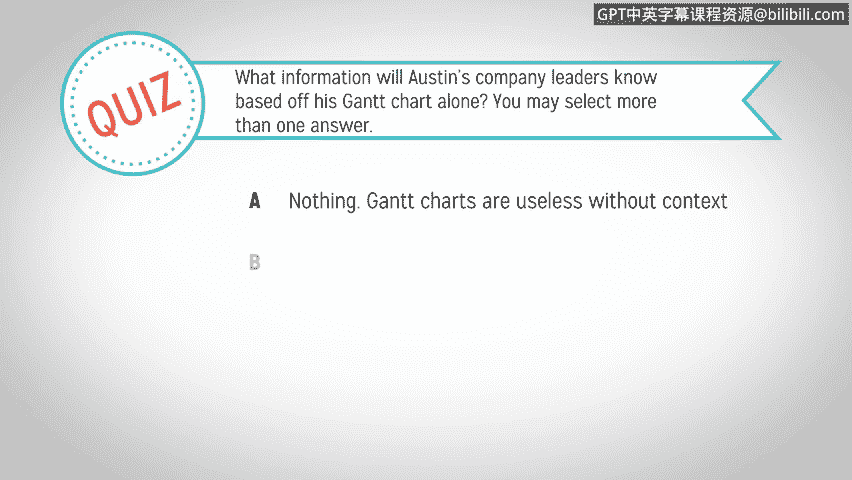 GPT中英字幕课程资源@bilibili.com
QUIZ
What information will Austin's company leaders know
based off his Gantt chart alone? You may select more
than one answer.
A Nothing. Gantt charts are useless without context
B